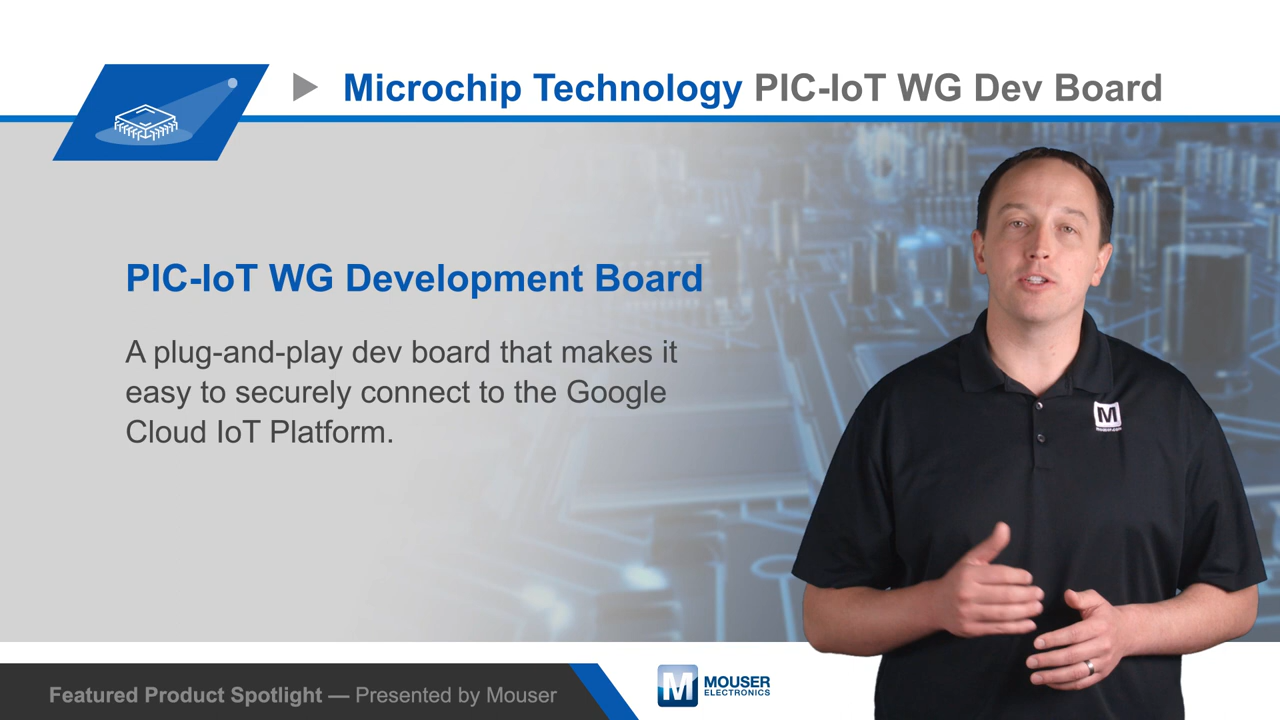 Microchip Technology PIC-IoT WG Dev Board
PIC-IoT WG Development Board
A plug-and-play dev board that makes it
easy to securely connect to the Google
Cloud IoT Platform.
M
Featured Product Spotlight — Presented by Mouser
M MOUSER
ELECTRONICS